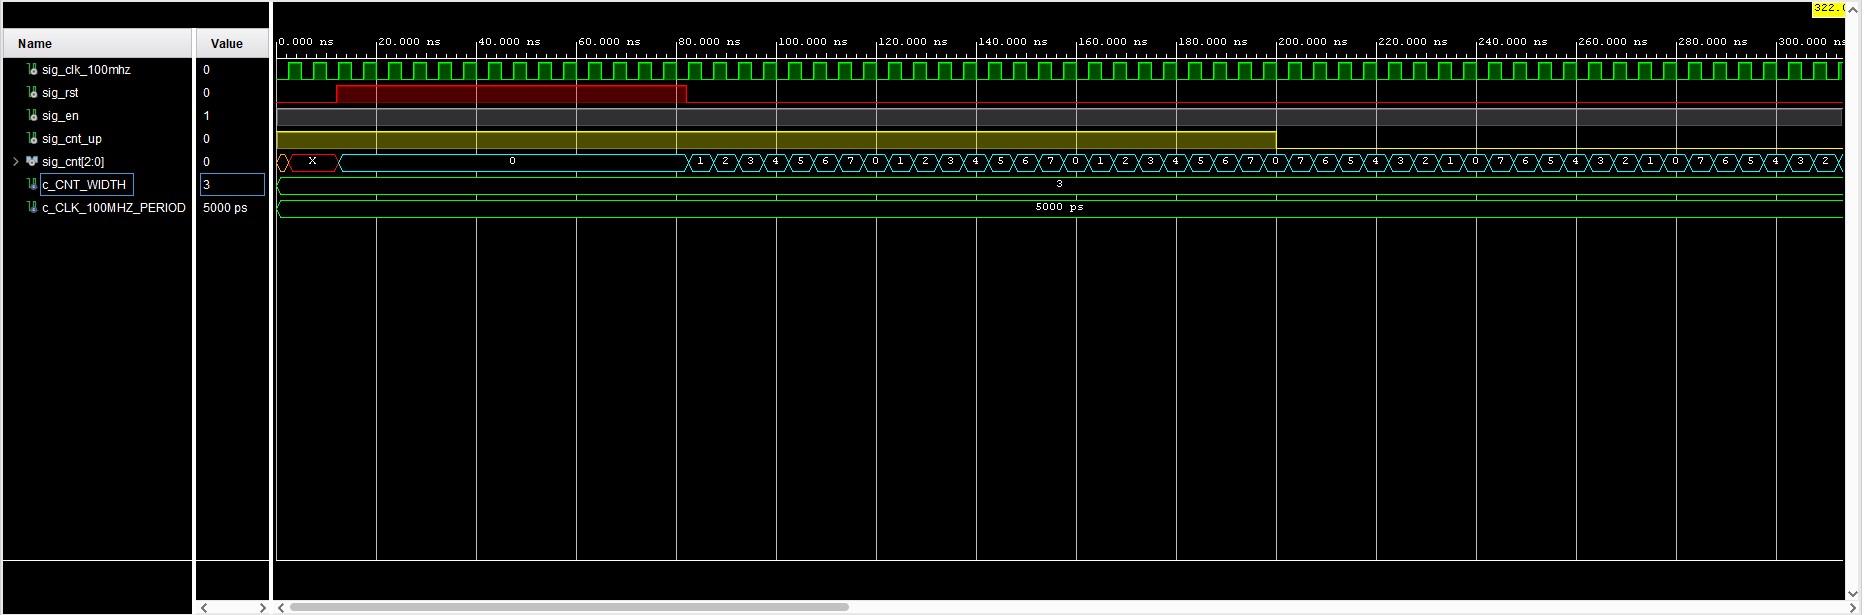 322.0
Name Value 0.000 ns 20.000 ns 40.000 ns 60.000 ns 80.000 ns 100.000 ns 120.000 ns 140.000 ns 160.000 ns 180.000 ns 200.000 ns 220.000 ns 240.000 ns 260.000 ns 280.000 ns 300.000 ns
sig_clk_100mhz 0
sig_rst 0
sig_en 1
sig_cnt_up 0
sig_cnt[2:0] 0 X 0 1 2 3 4 5 6 7 0 1 2 3 4 5 6 7 0 1 2 3 4 5 6 7 0 7 6 5 4 3 2 1 0 7 6 5 4 3 2 1 0 7 6 5 4 3 2
c_CNT_WIDTH 3 3
c_CLK_100MHZ_PERIOD 5000 ps 5000 ps